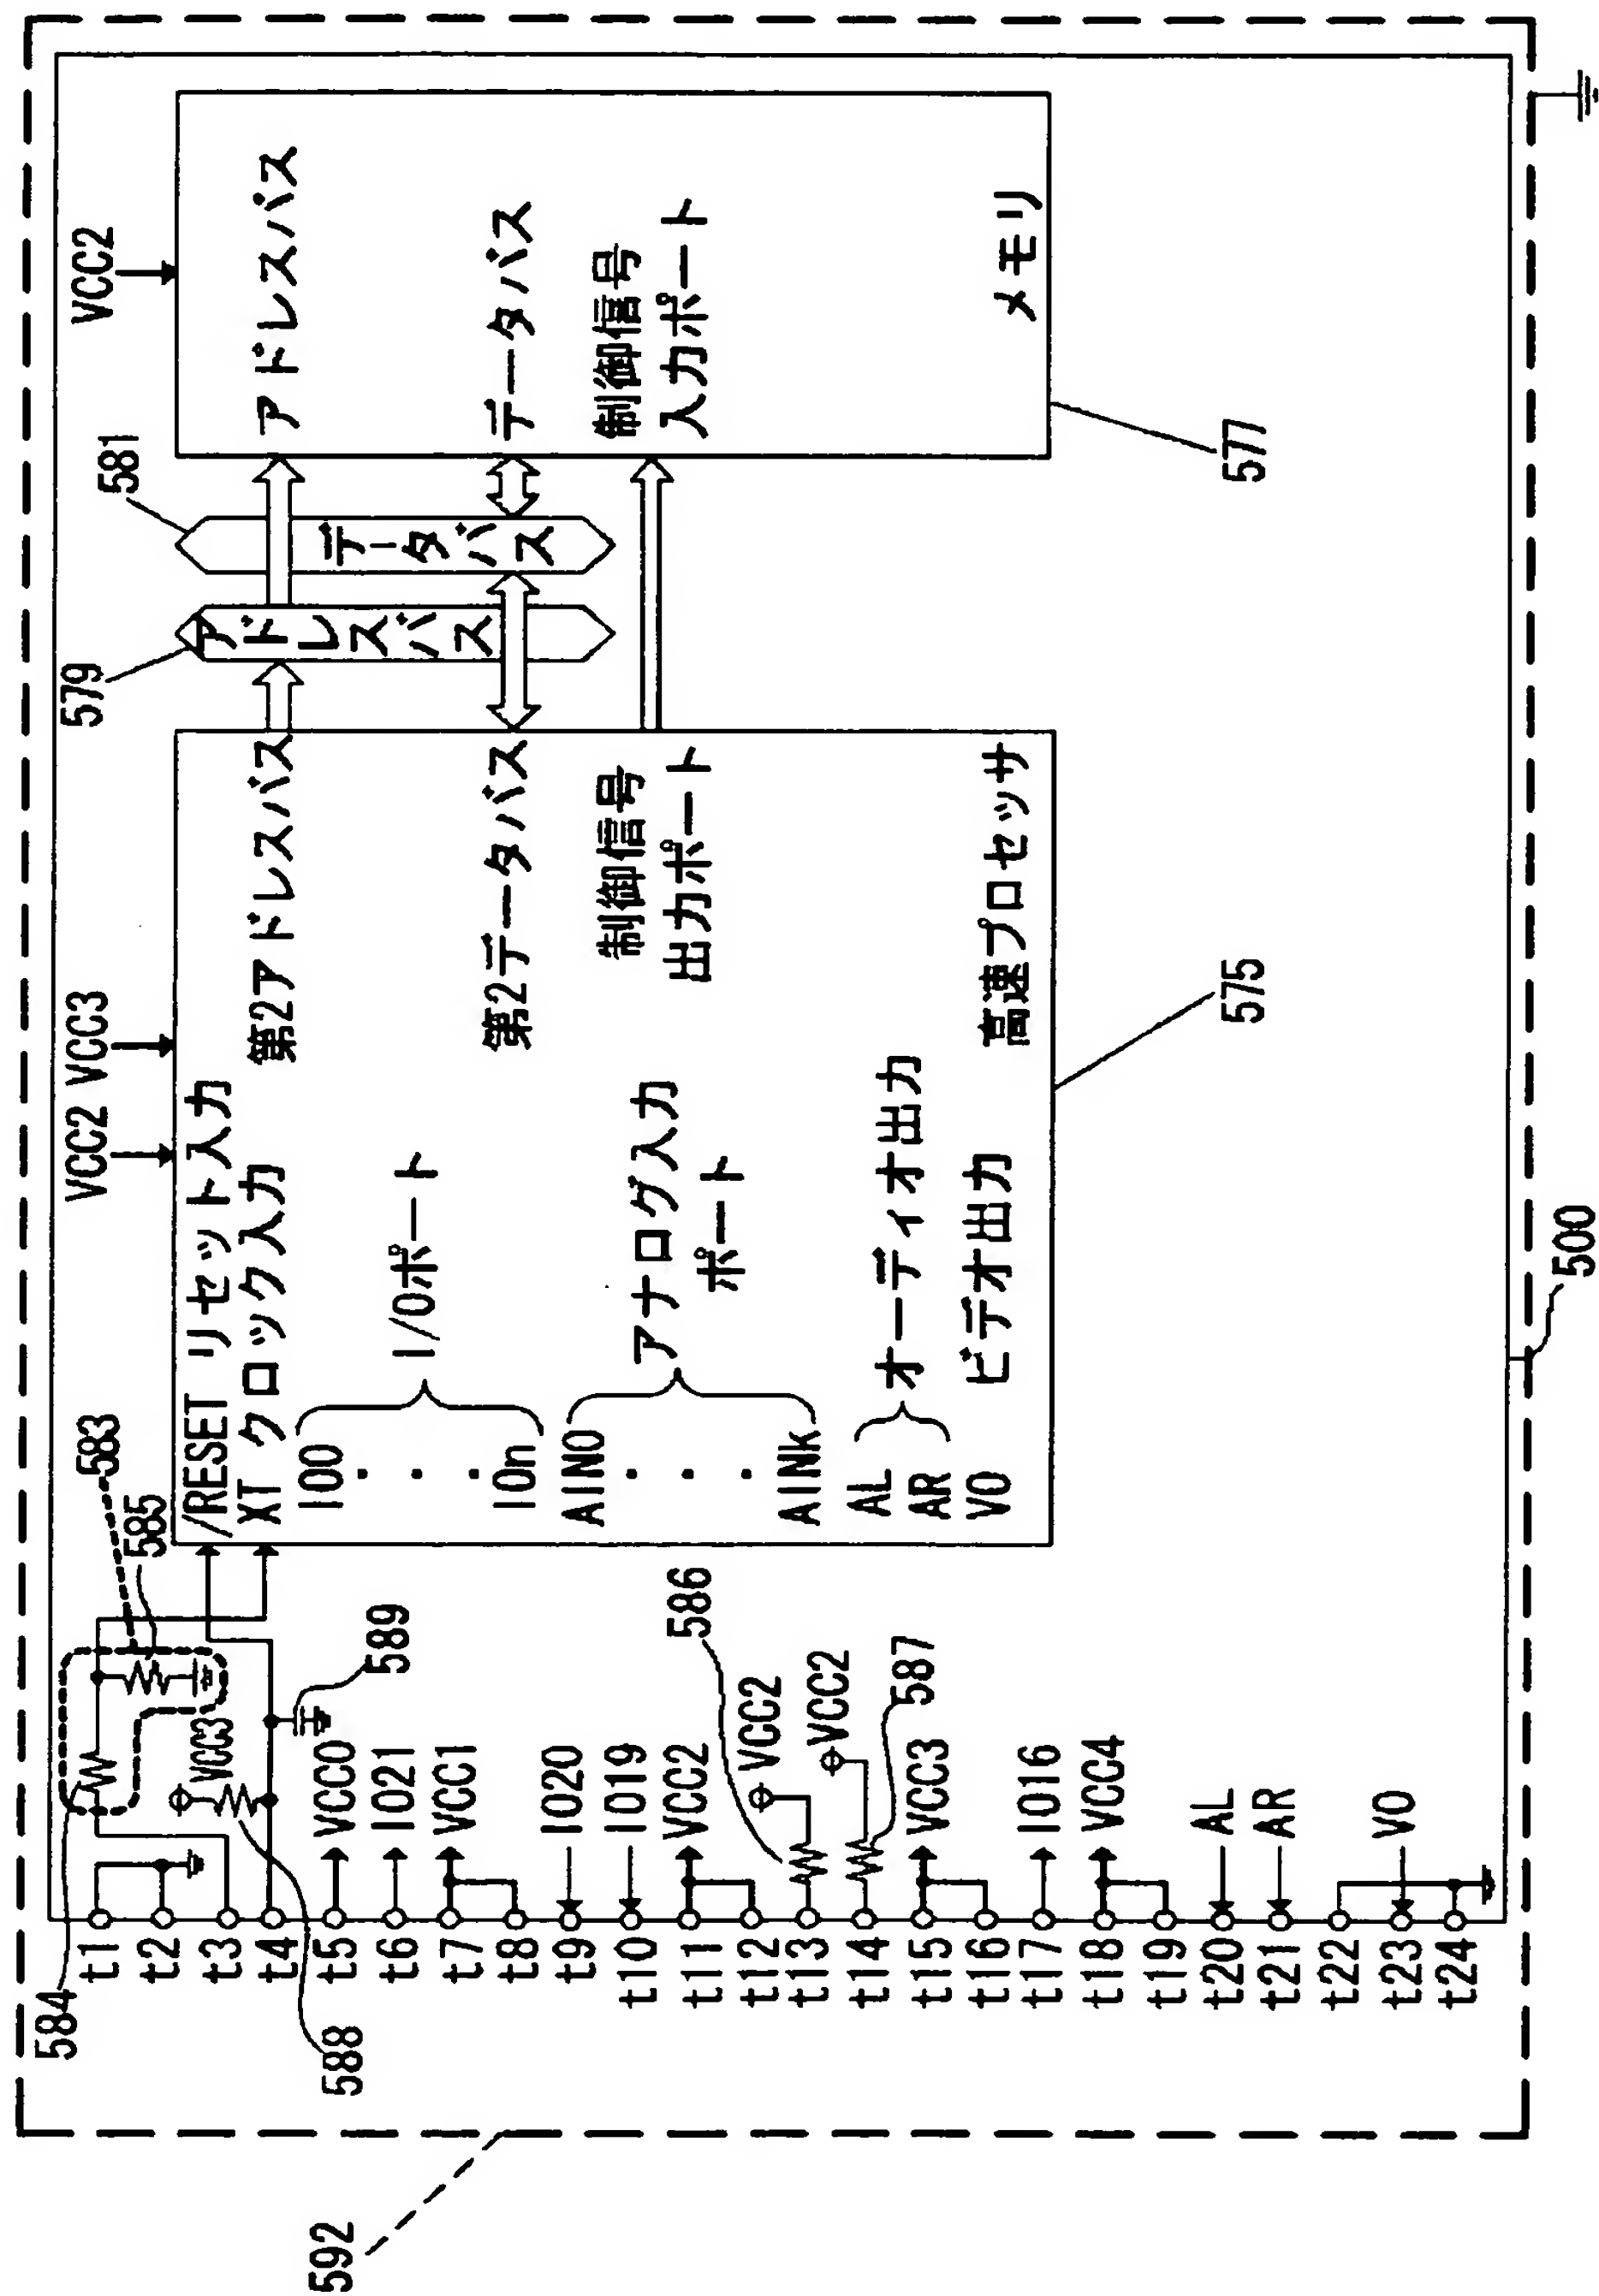 592
584
588
t1
t2
t3
t4
t5
t6
t7
t8
t9
t10
t11
t12
t13
t14
t15
t16
t17
t18
t19
t20
t21
t22
t23
t24
583
585
VCC3
589
VCC0
IO21
VCC1
IO20
IO19
VCC2
586
VCC2
VCC2
587
VCC3
IO16
VCC4
AL
AR
VO
VCC2 VCC3
/RESET リセット入力
XT クロック入力
IO0
・
・
・
IOn
I/Oポート
AIN0
・
・
・
AINk
アナログ入力
ポート
AL
AR
オーディオ出力
VO ビデオ出力
第2アドレスバス
第2データバス
制御信号
出力ポート
高速プロセッサ
575
500
579
アドレスバス
581
データバス
VCC2
アドレスバス
データバス
制御信号
入力ポート
メモリ
577